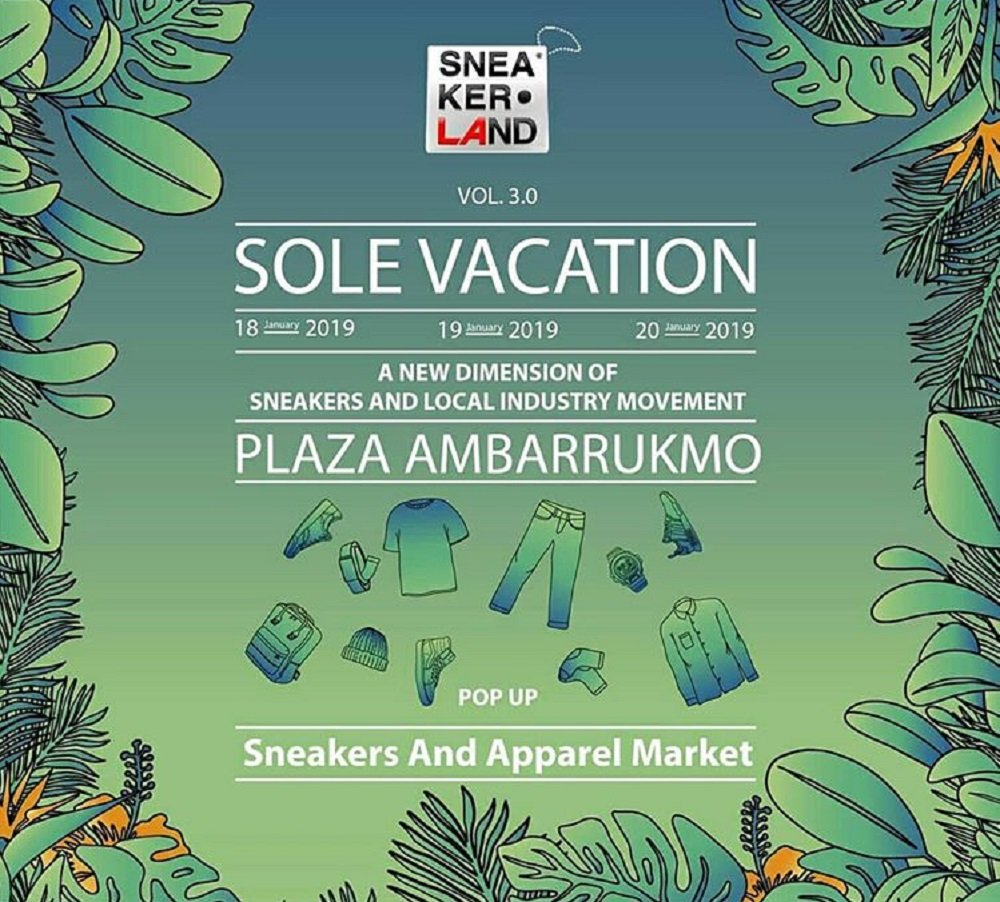 SNEA
KER•
LAND
VOL. 3.0
SOLE VACATION
18 January 2019 19 January 2019 20 January 2019
A NEW DIMENSION OF
SNEAKERS AND LOCAL INDUSTRY MOVEMENT
PLAZA AMBARRUKMO
POP UP
Sneakers And Apparel Market